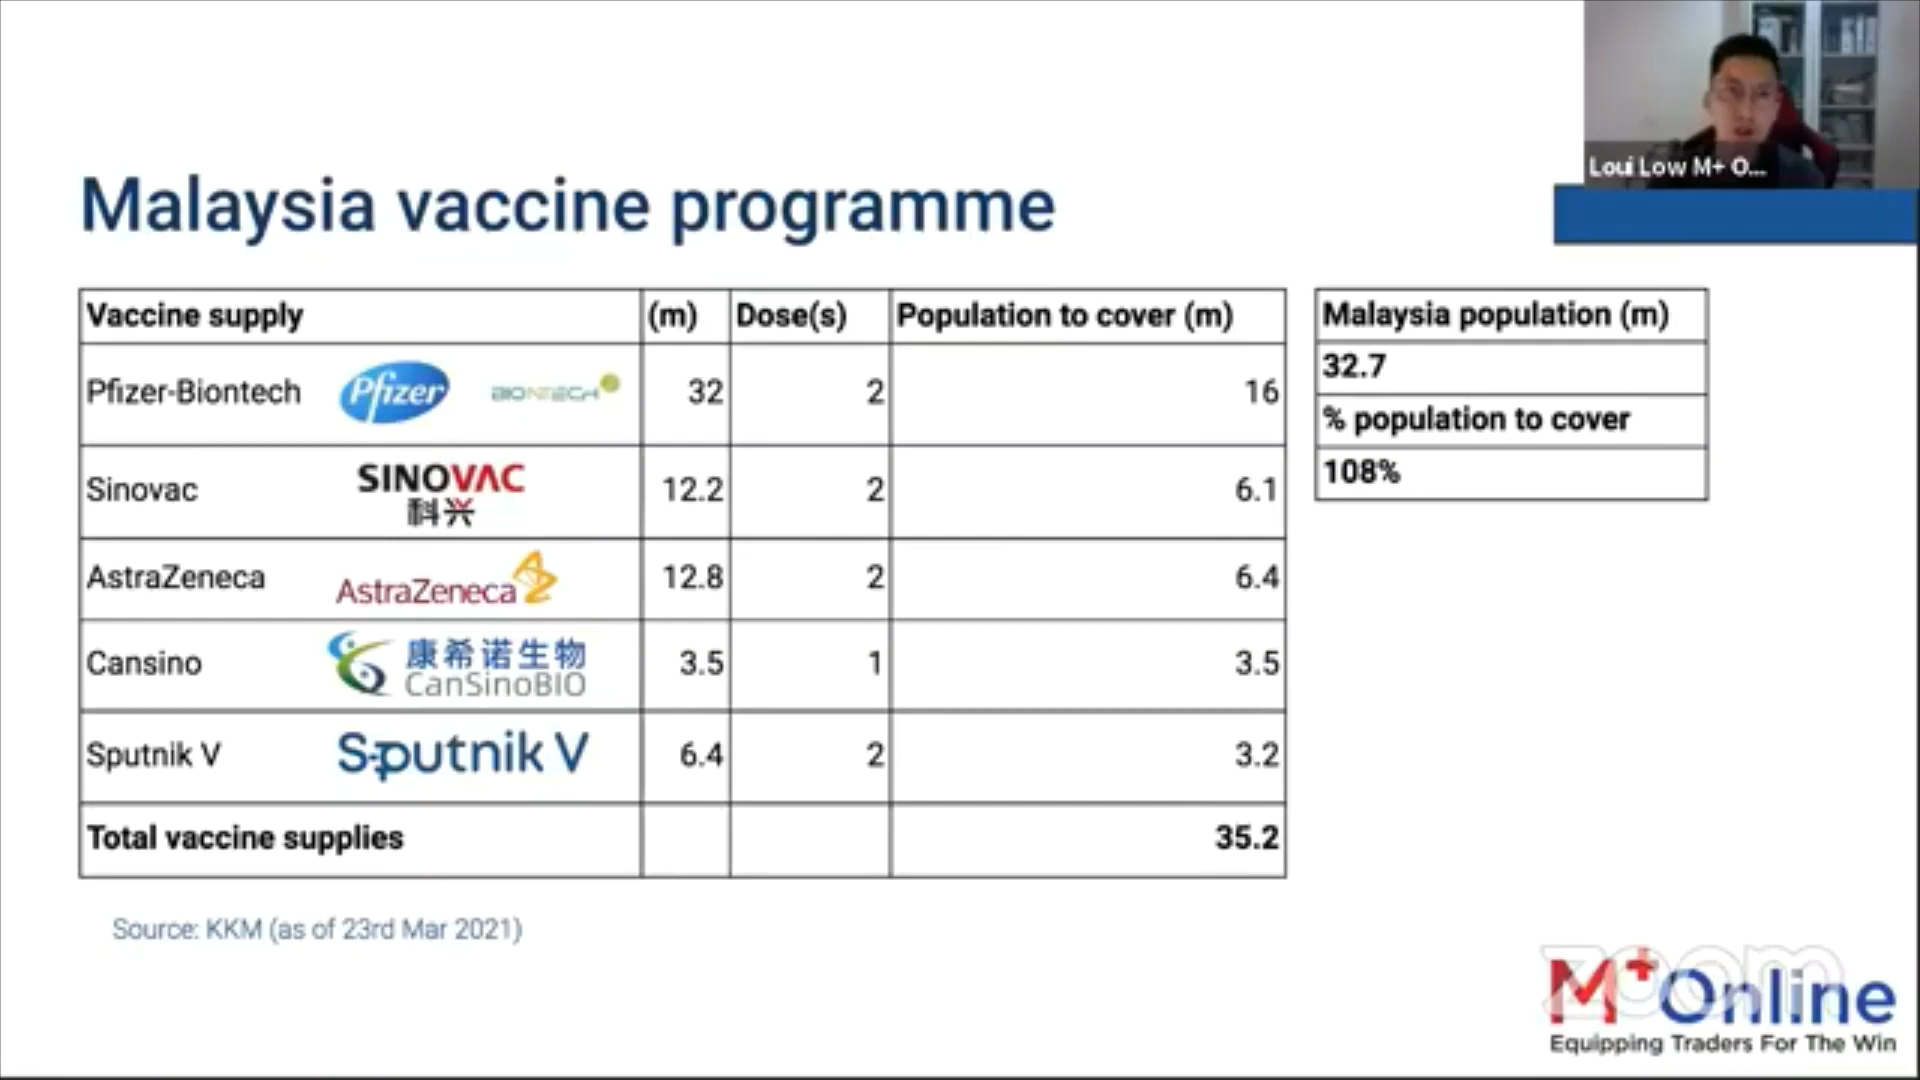 Loui Low M+ O...
Malaysia vaccine programme
Vaccine supply (m) Dose(s) Population to cover (m)
Pfizer-Biontech Pfizer BIONTECH 32 2 16
Sinovac SINOVAC 12.2 2 6.1
科兴
AstraZeneca AstraZeneca 12.8 2 6.4
Cansino 康希诺生物 3.5 1 3.5
CanSinoBIO
Sputnik V Sputnik V 6.4 2 3.2
Total vaccine supplies 35.2
Malaysia population (m)
32.7
% population to cover
108%
Source: KKM (as of 23rd Mar 2021)
zoom
M+Online
Equipping Traders For The Win